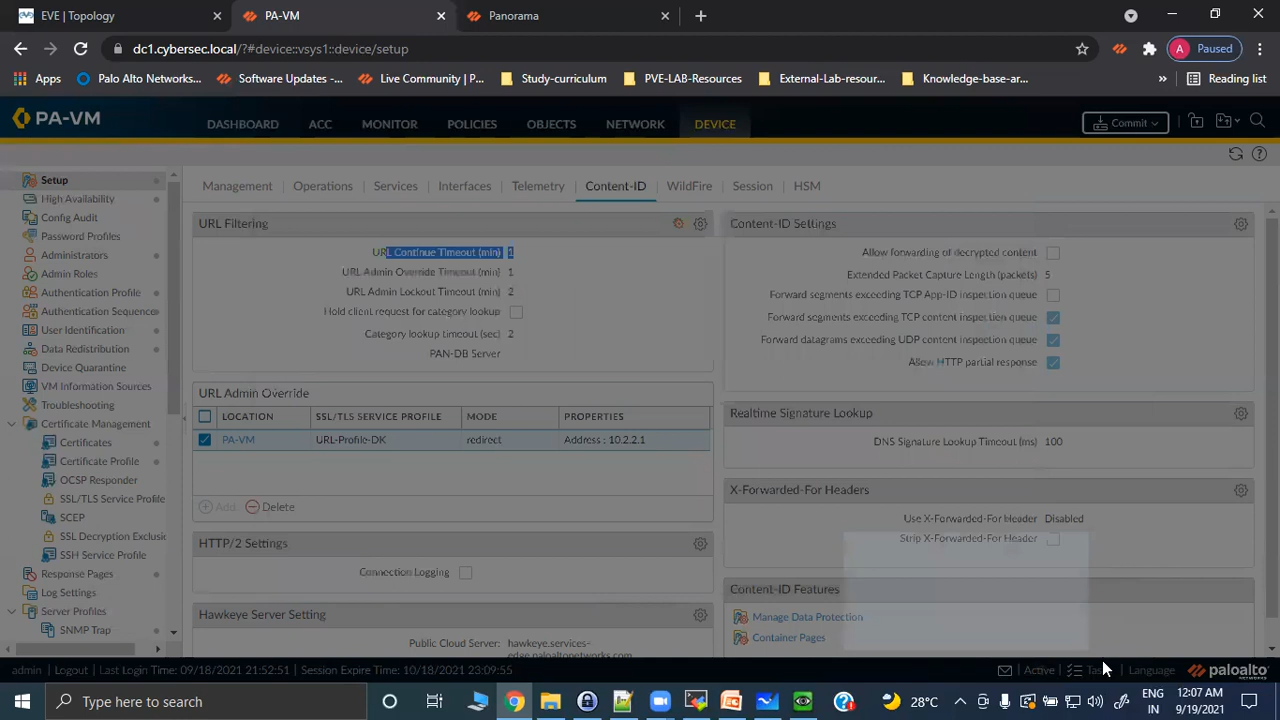 EVE | Topology
PA-VM
Panorama
dc1.cybersec.local/?#device::vsys1::device/setup
A Paused
Apps
Palo Alto Networks...
Software Updates -...
Live Community | P...
Study-curriculum
PVE-LAB-Resources
External-Lab-resour...
Knowledge-base-ar...
Reading list
PA-VM
DASHBOARD
ACC
MONITOR
POLICIES
OBJECTS
NETWORK
DEVICE
Commit
Setup
High Availability
Config Audit
Password Profiles
Administrators
Admin Roles
Authentication Profile
Authentication Sequence
User Identification
Data Redistribution
Device Quarantine
VM Information Sources
Troubleshooting
Certificate Management
Certificates
Certificate Profile
OCSP Responder
SSL/TLS Service Profile
SCEP
SSL Decryption Exclusio
SSH Service Profile
Response Pages
Log Settings
Server Profiles
SNMP Trap
Management
Operations
Services
Interfaces
Telemetry
Content-ID
WildFire
Session
HSM
URL Filtering
URL Continue Timeout (min) 1
URL Admin Override Timeout (min) 1
URL Admin Lockout Timeout (min) 2
Hold client request for category lookup
Category lookup timeout (sec) 2
PAN-DB Server
URL Admin Override
LOCATION SSL/TLS SERVICE PROFILE MODE PROPERTIES
PA-VM URL-Profile-DK redirect Address : 10.2.2.1
Add Delete
HTTP/2 Settings
Connection Logging
Hawkeye Server Setting
Public Cloud Server: hawkeye.services-
edge.paloaltonetworks.com
Content-ID Settings
Allow forwarding of decrypted content
Extended Packet Capture Length (packets) 5
Forward segments exceeding TCP App-ID inspection queue
Forward segments exceeding TCP content inspection queue
Forward datagrams exceeding UDP content inspection queue
Allow HTTP partial response
Realtime Signature Lookup
DNS Signature Lookup Timeout (ms) 100
X-Forwarded-For Headers
Use X-Forwarded-For Header Disabled
Strip X-Forwarded-For Header
Content-ID Features
Manage Data Protection
Container Pages
admin | Logout | Last Login Time: 09/18/2021 21:52:51 | Session Expire Time: 10/18/2021 23:09:55
Active
Language
paloalto
NETWORKS
Type here to search
28°C
ENG
IN
12:07 AM
9/19/2021